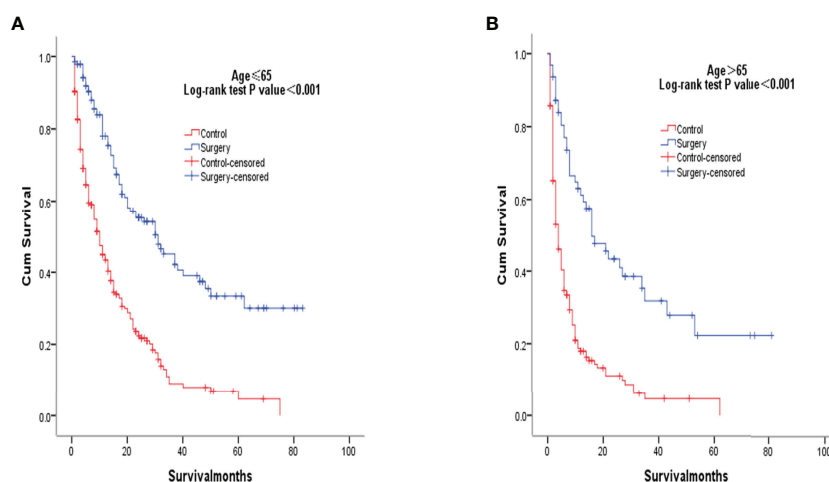 A
Age≤65
Log-rank test P value<0.001
Control
Surgery
Control-censored
Surgery-censored
Cum Survival
1.0
0.8
0.6
0.4
0.2
0.0
0 20 40 60 80 100
Survivalmonths
B
Age>65
Log-rank test P value<0.001
Control
Surgery
Control-censored
Surgery-censored
Cum Survival
1.0
0.8
0.6
0.4
0.2
0.0
0 20 40 60 80 100
Survivalmonths